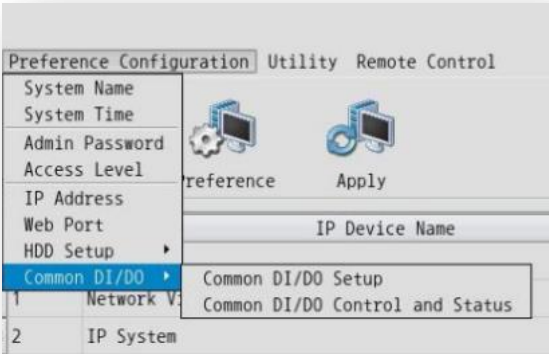 Preference Configuration Utility Remote Control
System Name
System Time
Admin Password
Access Level
IP Address
Web Port
HDD Setup
Common DI/DO
Common DI/DO Setup
Common DI/DO Control and Status
Preference
Apply
IP Device Name
1 Network
2 IP System